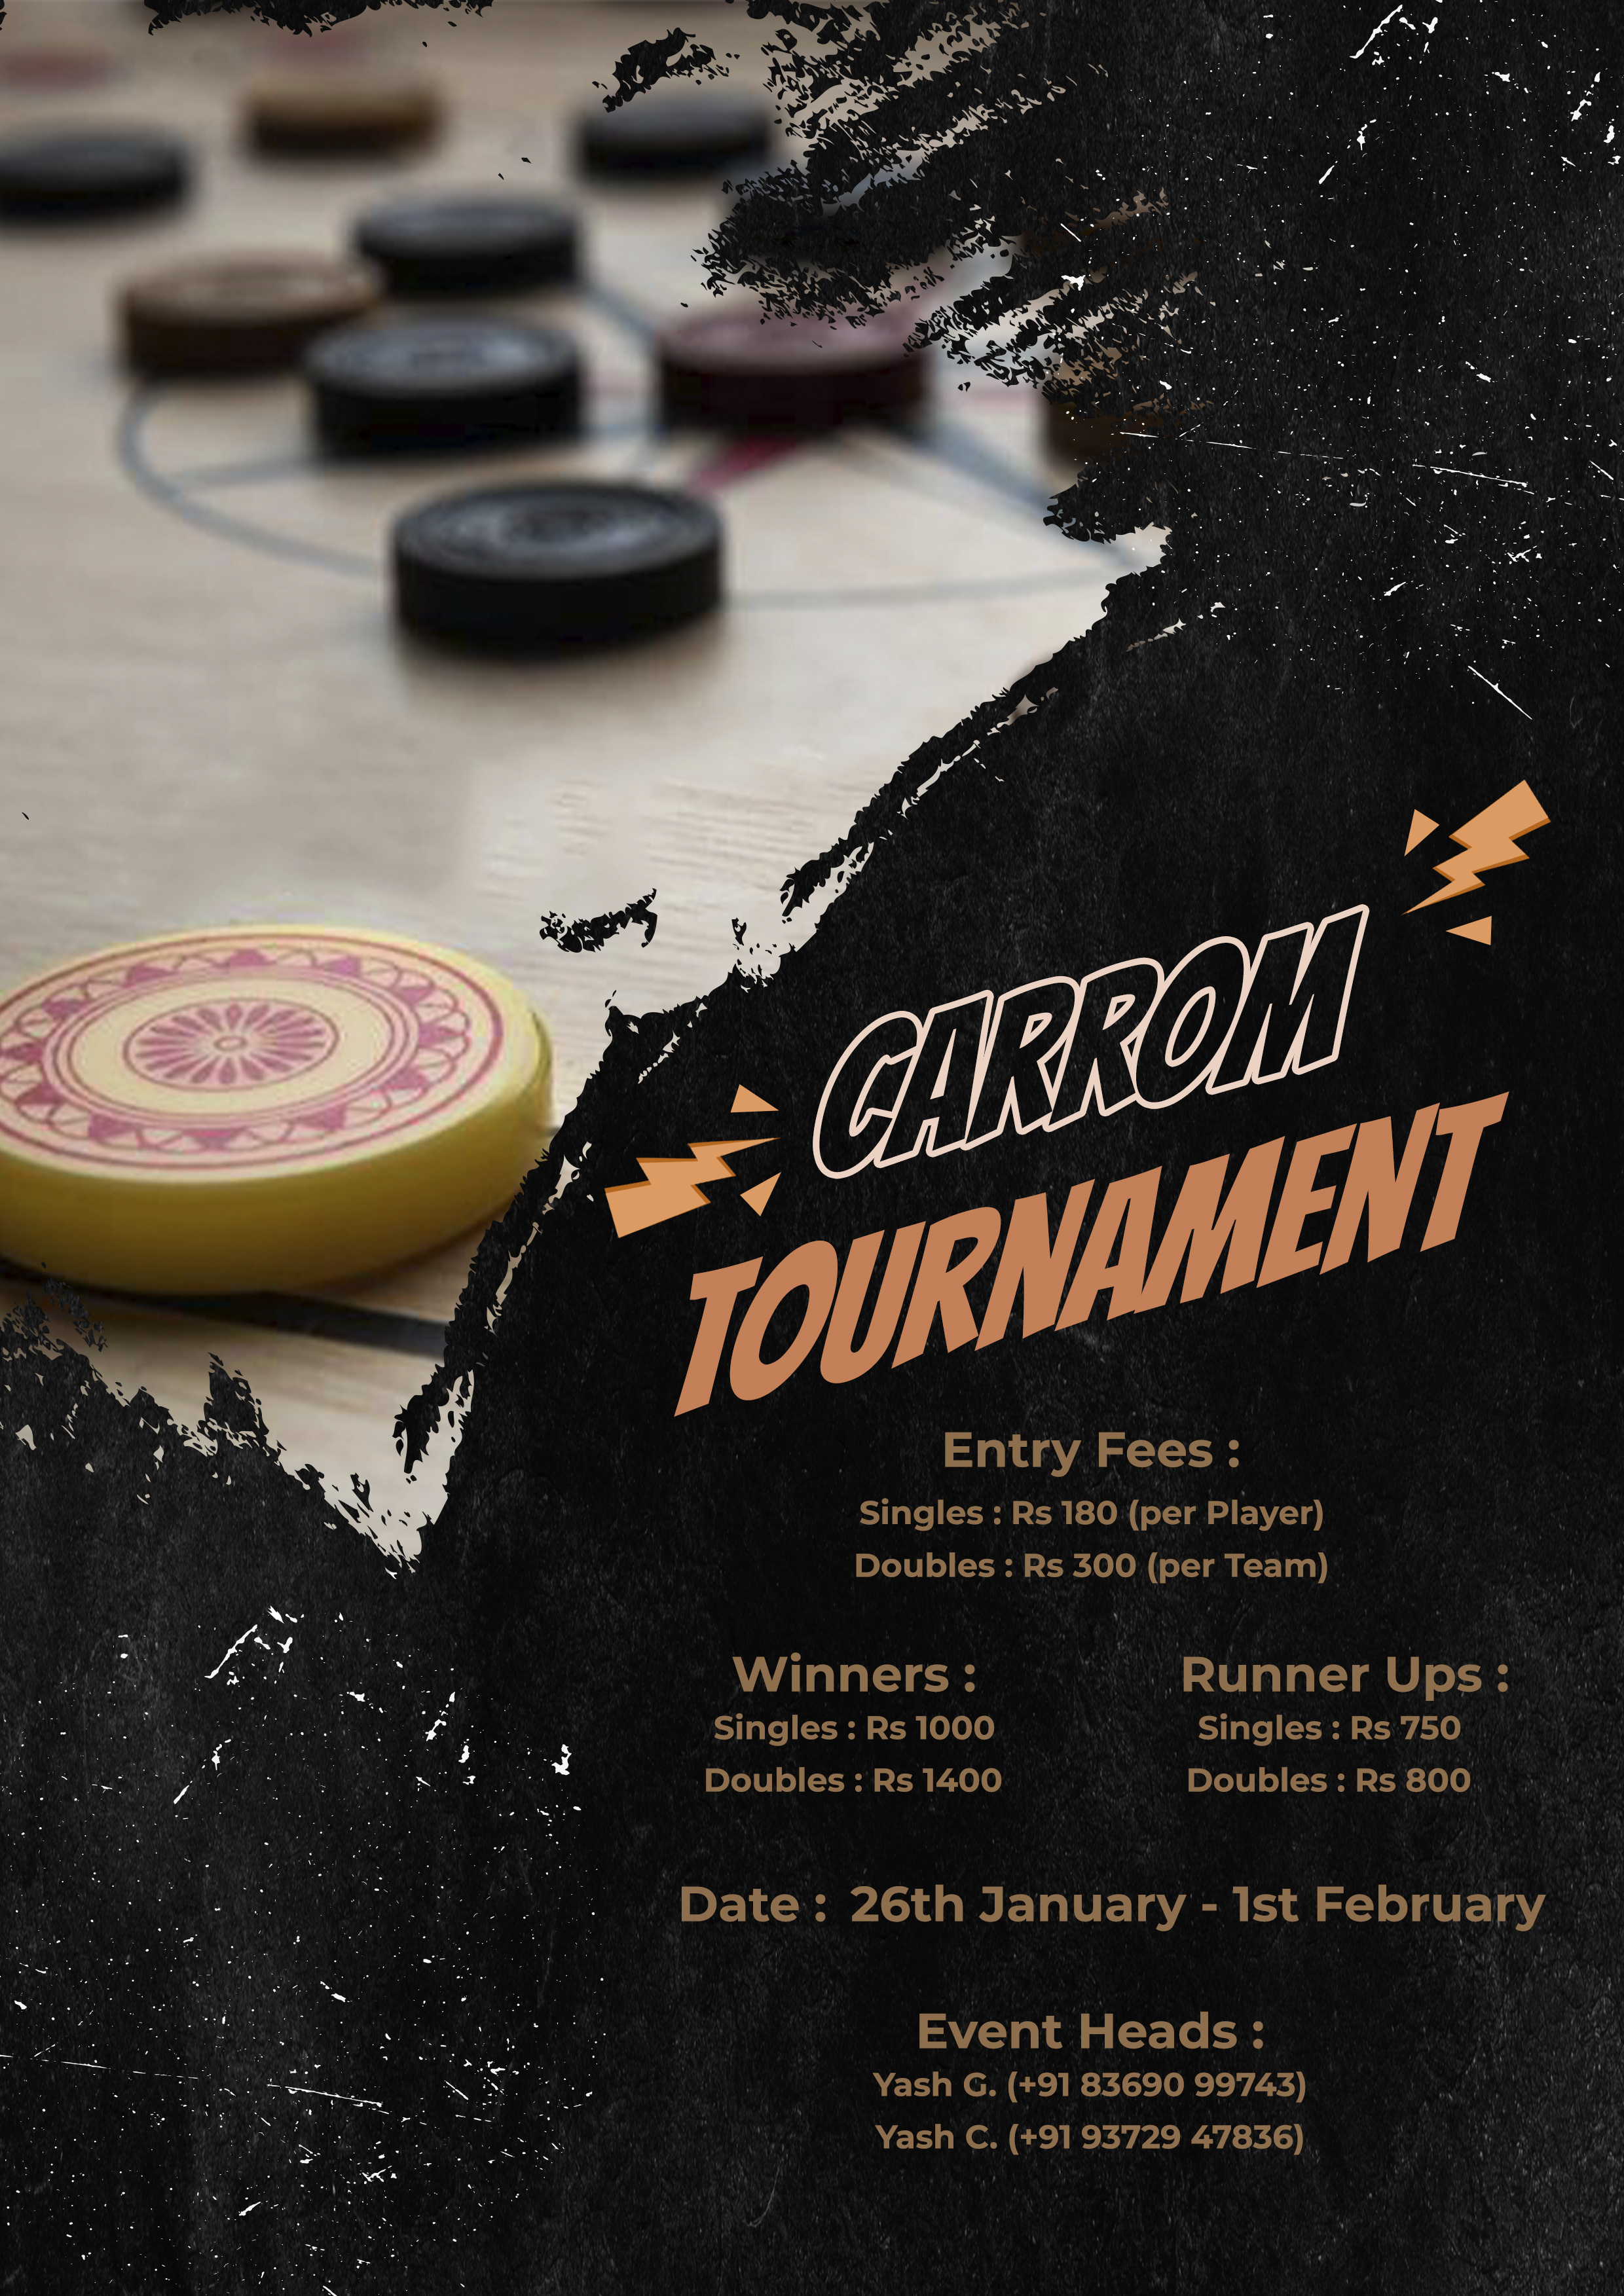 CARROM
TOURNAMENT
Entry Fees :
Singles : Rs 180 (per Player)
Doubles : Rs 300 (per Team)
Winners :
Singles : Rs 1000
Doubles : Rs 1400
Runner Ups :
Singles : Rs 750
Doubles : Rs 800
Date : 26th January - 1st February
Event Heads :
Yash G. (+91 83690 99743)
Yash C. (+91 93729 47836)